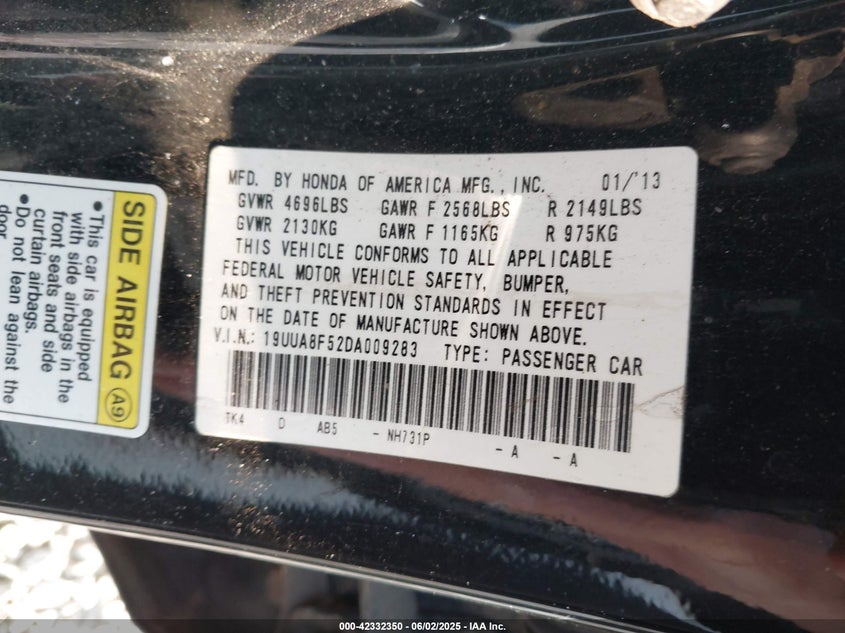 MFD. BY HONDA OF AMERICA MFG., INC. 01/'13
GVWR 4696LBS GAWR F 2568LBS R 2149LBS
GVWR 2130KG GAWR F 1165KG R 975KG
THIS VEHICLE CONFORMS TO ALL APPLICABLE
FEDERAL MOTOR VEHICLE SAFETY, BUMPER,
AND THEFT PREVENTION STANDARDS IN EFFECT
ON THE DATE OF MANUFACTURE SHOWN ABOVE.
V.I.N.: 19UUA8F52DA009283 TYPE: PASSENGER CAR
TK4 D AB5 - NH731P - A - A
SIDE AIRBAG A9
•This car is equipped
with side airbags in the
front seats and side
curtain airbags.
•Do not lean against the
door.
000-42332350 - 06/02/2025 - IAA Inc.